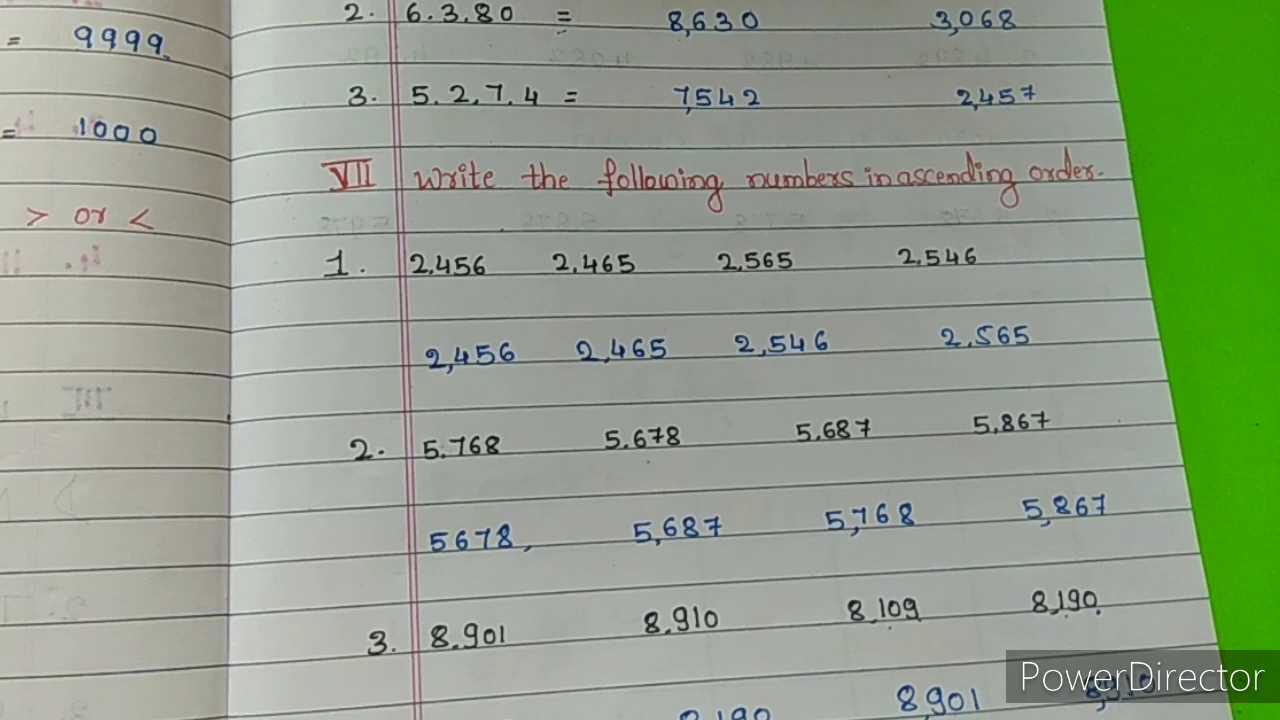 = 9999.
= 1000
> or <
2. 6.3.80 = 8,630 3,068
3. 5.2.7.4 = 7,542 2,457
VII Write the following numbers in ascending order.
1. 2,456 2,465 2,565 2,546
2,456 2,465 2,546 2,565
2. 5,768 5,678 5,687 5,867
5678, 5,687 5,768 5,867
3. 8,901 8,910 8,109 8,190.
8,901
PowerDirector